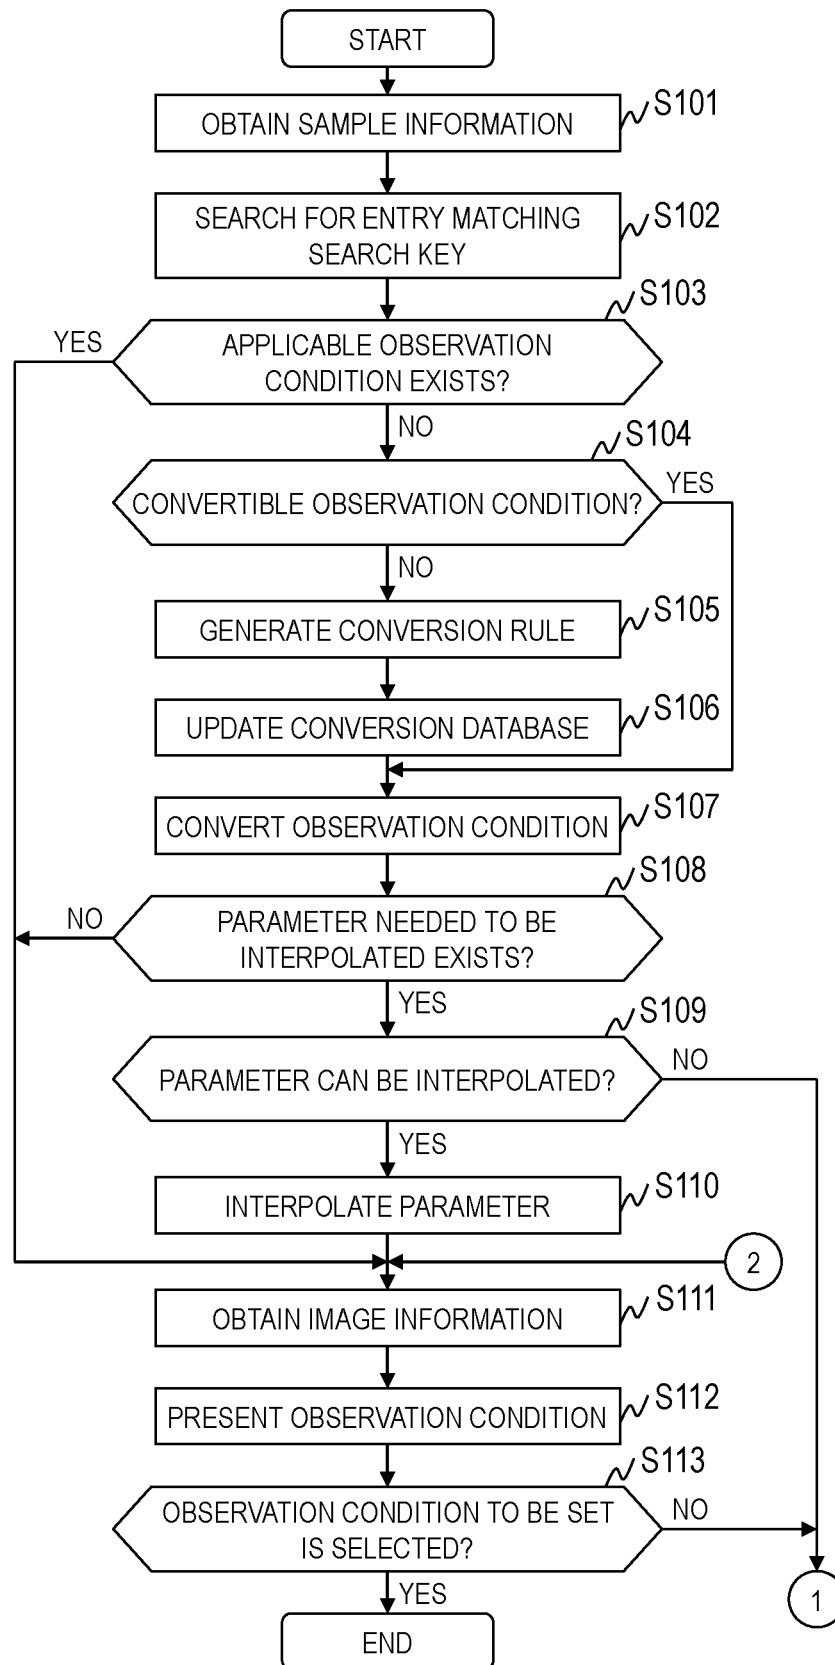 START
S101
OBTAIN SAMPLE INFORMATION
S102
SEARCH FOR ENTRY MATCHING
SEARCH KEY
S103
YES
APPLICABLE OBSERVATION
CONDITION EXISTS?
NO
S104
CONVERTIBLE OBSERVATION CONDITION?
YES
NO
S105
GENERATE CONVERSION RULE
S106
UPDATE CONVERSION DATABASE
S107
CONVERT OBSERVATION CONDITION
S108
NO
PARAMETER NEEDED TO BE
INTERPOLATED EXISTS?
YES
S109
PARAMETER CAN BE INTERPOLATED?
NO
YES
S110
INTERPOLATE PARAMETER
2
S111
OBTAIN IMAGE INFORMATION
S112
PRESENT OBSERVATION CONDITION
S113
OBSERVATION CONDITION TO BE SET
IS SELECTED?
NO
YES
1
END